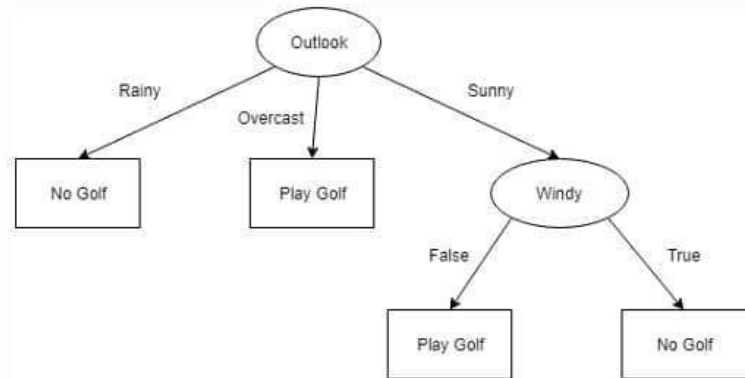 Outlook
Rainy
Overcast
Sunny
No Golf
Play Golf
Windy
False
True
Play Golf
No Golf